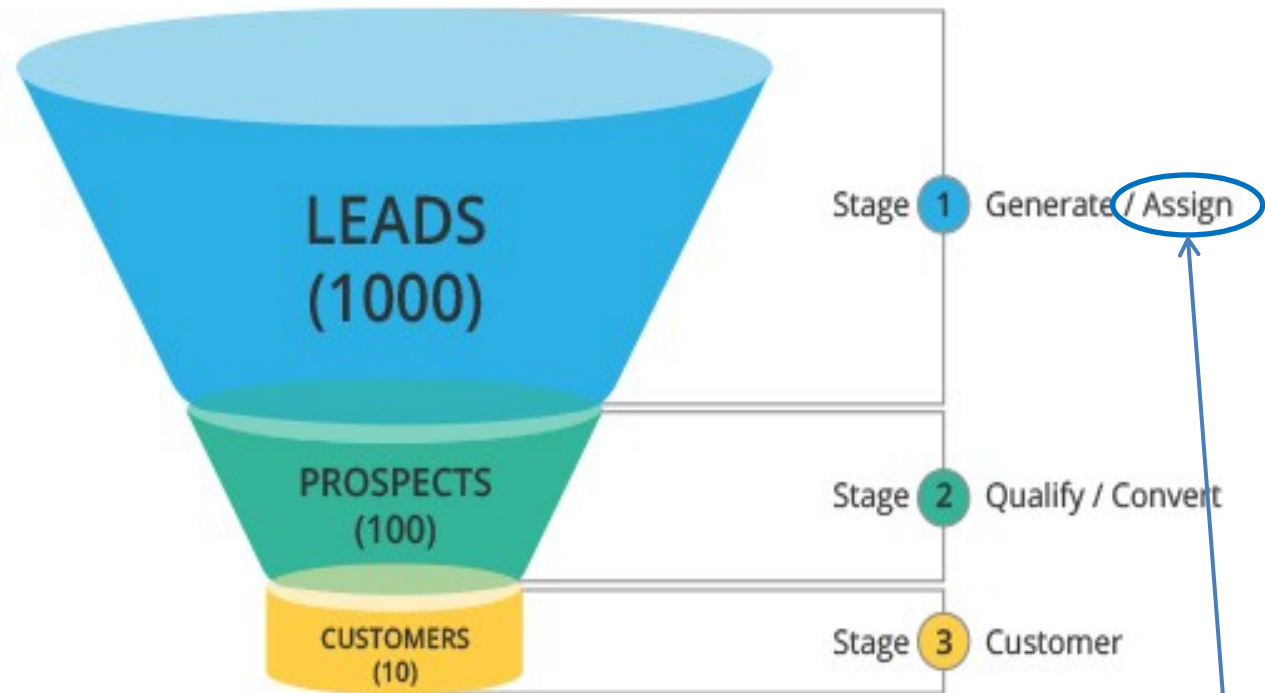 LEADS
(1000)
Stage 1 Generate / Assign
PROSPECTS
(100)
Stage 2 Qualify / Convert
CUSTOMERS
(10)
Stage 3 Customer